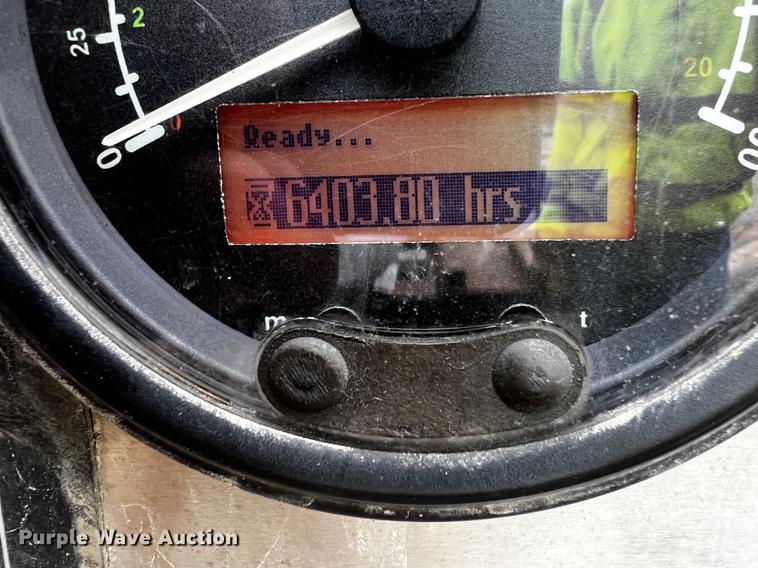 25
2
0
20
Ready...
6403.80 hrs
m
t
Purple Wave Auction